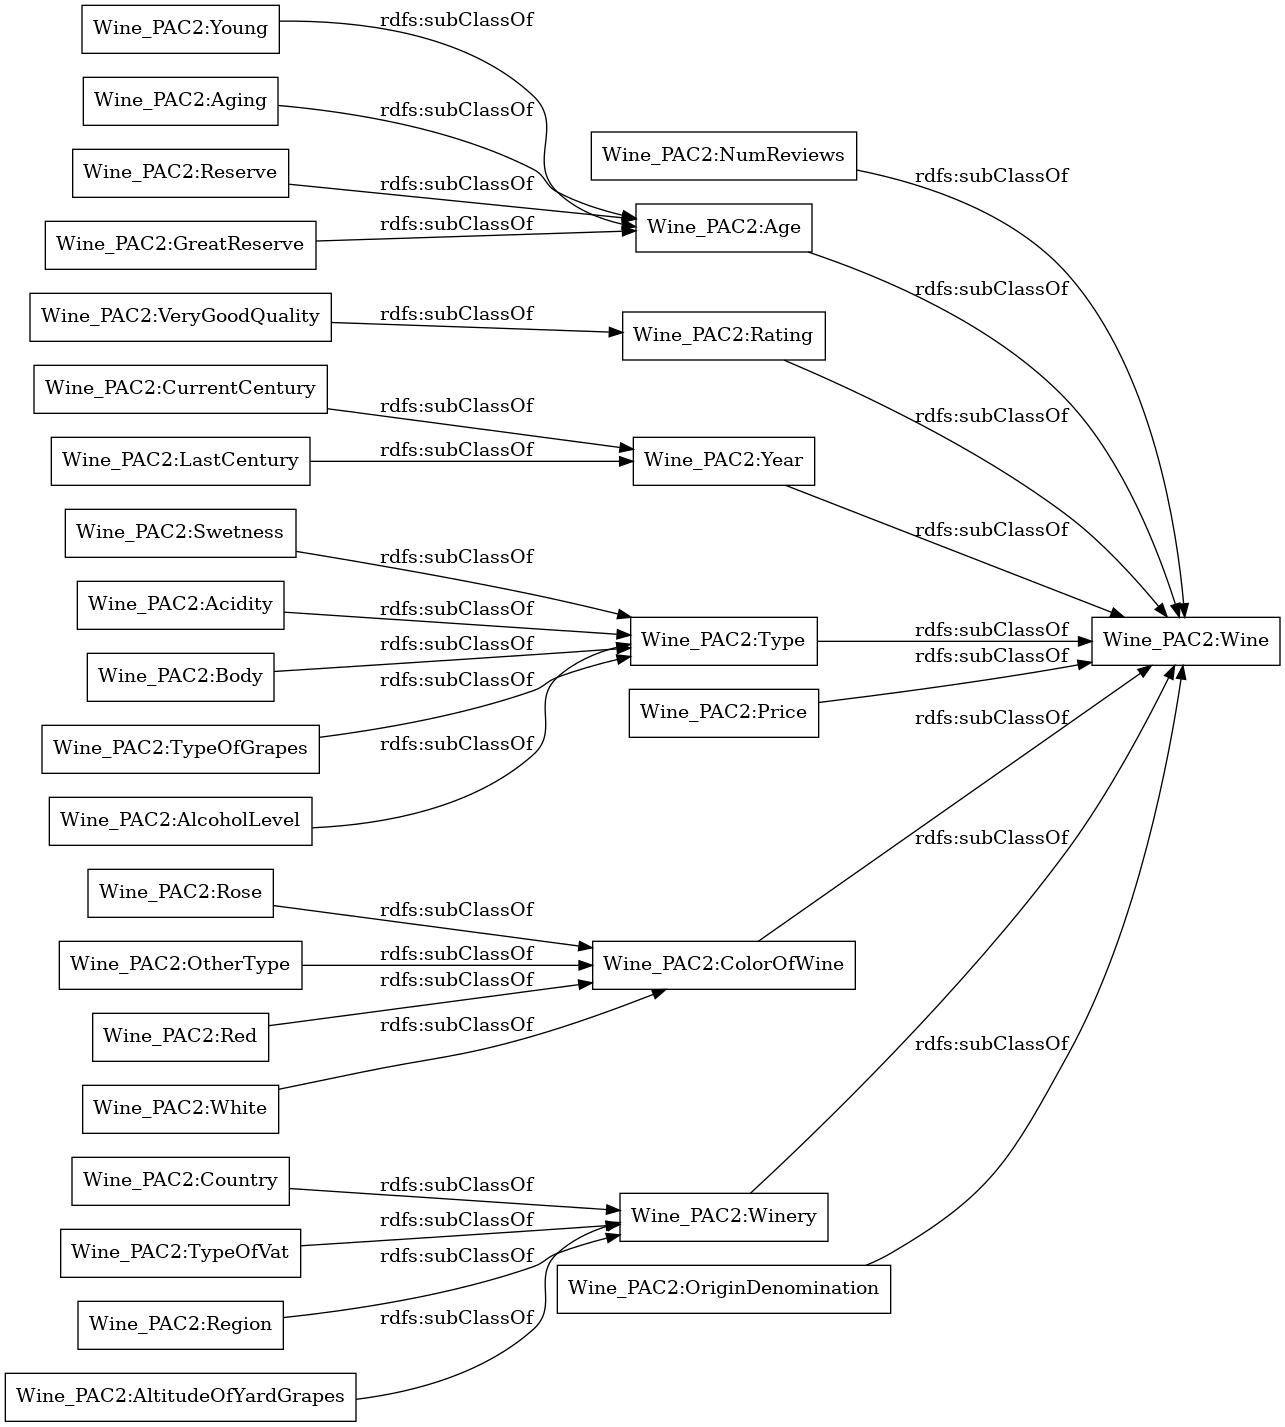 Wine_PAC2:Young
rdfs:subClassOf
Wine_PAC2:Aging
rdfs:subClassOf
Wine_PAC2:NumReviews
rdfs:subClassOf
Wine_PAC2:Reserve
rdfs:subClassOf
Wine_PAC2:GreatReserve
rdfs:subClassOf
Wine_PAC2:Age
rdfs:subClassOf
Wine_PAC2:VeryGoodQuality
rdfs:subClassOf
Wine_PAC2:Rating
rdfs:subClassOf
Wine_PAC2:CurrentCentury
rdfs:subClassOf
Wine_PAC2:LastCentury
rdfs:subClassOf
Wine_PAC2:Year
rdfs:subClassOf
Wine_PAC2:Swetness
rdfs:subClassOf
Wine_PAC2:Acidity
rdfs:subClassOf
Wine_PAC2:Body
rdfs:subClassOf
Wine_PAC2:Type
rdfs:subClassOf
Wine_PAC2:Wine
Wine_PAC2:TypeOfGrapes
rdfs:subClassOf
Wine_PAC2:Price
rdfs:subClassOf
Wine_PAC2:AlcoholLevel
rdfs:subClassOf
Wine_PAC2:Rose
rdfs:subClassOf
Wine_PAC2:OtherType
rdfs:subClassOf
Wine_PAC2:ColorOfWine
rdfs:subClassOf
Wine_PAC2:Red
rdfs:subClassOf
Wine_PAC2:White
rdfs:subClassOf
Wine_PAC2:Country
rdfs:subClassOf
Wine_PAC2:Winery
rdfs:subClassOf
Wine_PAC2:TypeOfVat
rdfs:subClassOf
Wine_PAC2:OriginDenomination
rdfs:subClassOf
Wine_PAC2:Region
rdfs:subClassOf
Wine_PAC2:AltitudeOfYardGrapes
rdfs:subClassOf